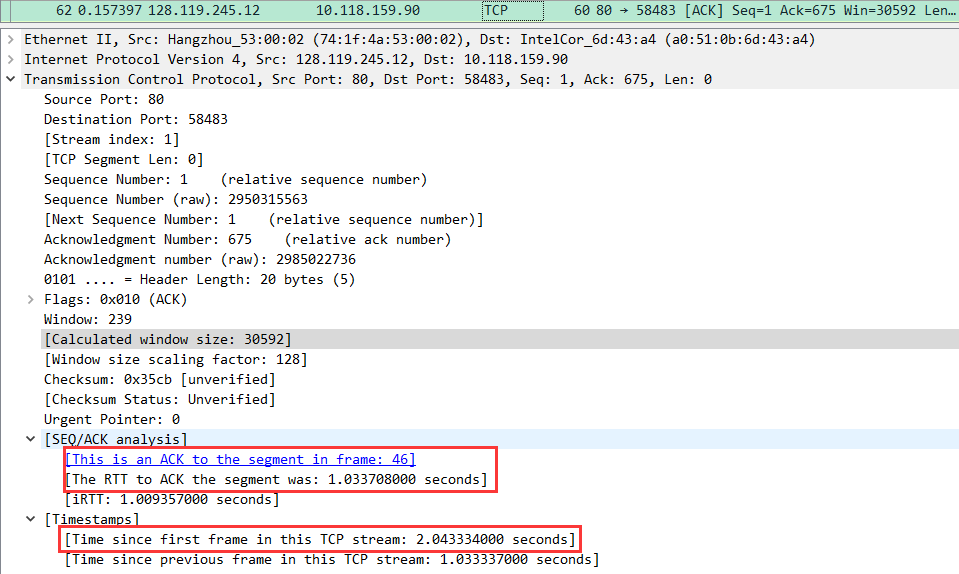 62 0.157397 128.119.245.12 10.118.159.90 TCP 60 80 → 58483 [ACK] Seq=1 Ack=675 Win=30592 Len…
Ethernet II, Src: Hangzhou_53:00:02 (74:1f:4a:53:00:02), Dst: IntelCor_6d:43:a4 (a0:51:0b:6d:43:a4)
Internet Protocol Version 4, Src: 128.119.245.12, Dst: 10.118.159.90
Transmission Control Protocol, Src Port: 80, Dst Port: 58483, Seq: 1, Ack: 675, Len: 0
Source Port: 80
Destination Port: 58483
[Stream index: 1]
[TCP Segment Len: 0]
Sequence Number: 1 (relative sequence number)
Sequence Number (raw): 2950315563
[Next Sequence Number: 1 (relative sequence number)]
Acknowledgment Number: 675 (relative ack number)
Acknowledgment number (raw): 2985022736
0101 .... = Header Length: 20 bytes (5)
Flags: 0x010 (ACK)
Window: 239
[Calculated window size: 30592]
[Window size scaling factor: 128]
Checksum: 0x35cb [unverified]
[Checksum Status: Unverified]
Urgent Pointer: 0
[SEQ/ACK analysis]
[This is an ACK to the segment in frame: 46]
[The RTT to ACK the segment was: 1.033708000 seconds]
[iRTT: 1.009357000 seconds]
[Timestamps]
[Time since first frame in this TCP stream: 2.043334000 seconds]
[Time since previous frame in this TCP stream: 1.033337000 seconds]